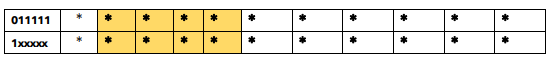 011111 * * * * * * * * * * *
1xxxxx * * * * * * * * * * *